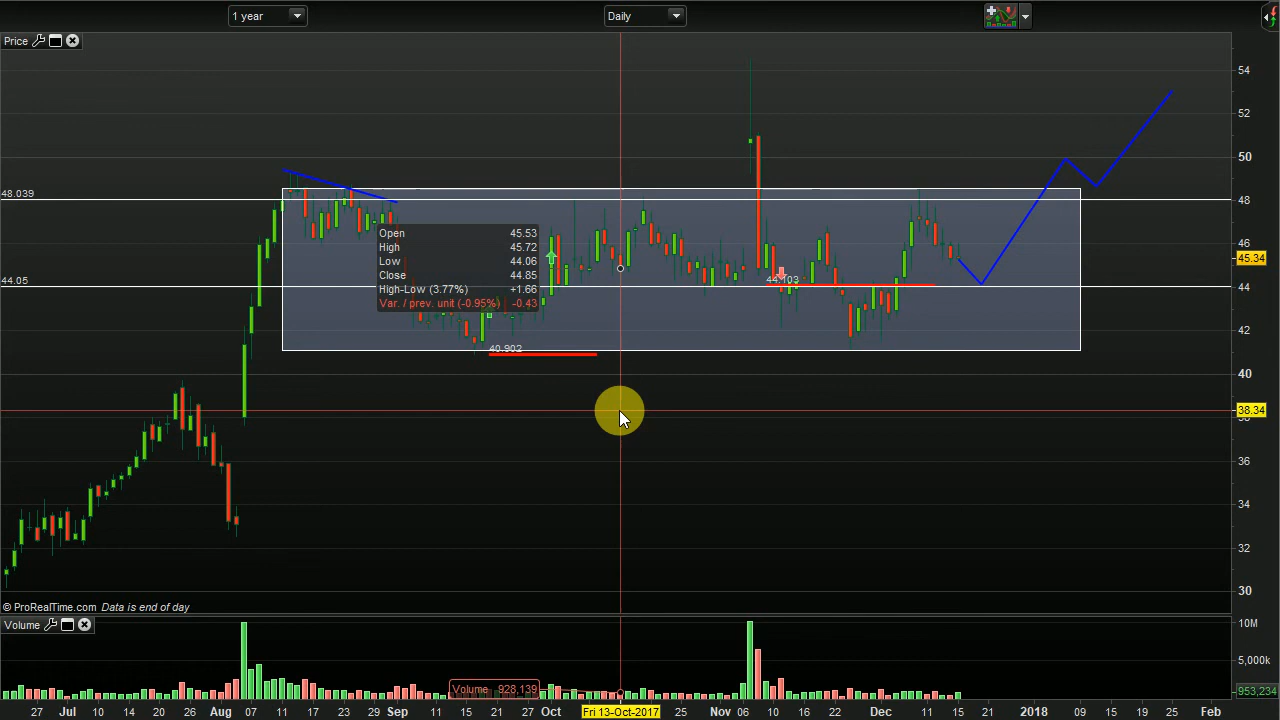 1 year
Daily
Price
54
52
50
48.039
48
Open 45.53
High 45.72
46
Low 44.06
45.34
Close 44.85
44.05
44.103
High-Low (3.77%) +1.66
44
Var. / prev. unit (-0.95%) -0.43
42
40.902
40
38.34
36
34
32
30
© ProRealTime.com Data is end of day
Volume
10M
5,000k
Volume 928,139
953,234
27 Jul 10 14 20 26 Aug 11 17 23 29 Sep 11 15 21 27 Oct Fri 13-Oct-2017 25 Nov 06 10 16 22 Dec 11 15 21 2018 09 15 19 25 Feb